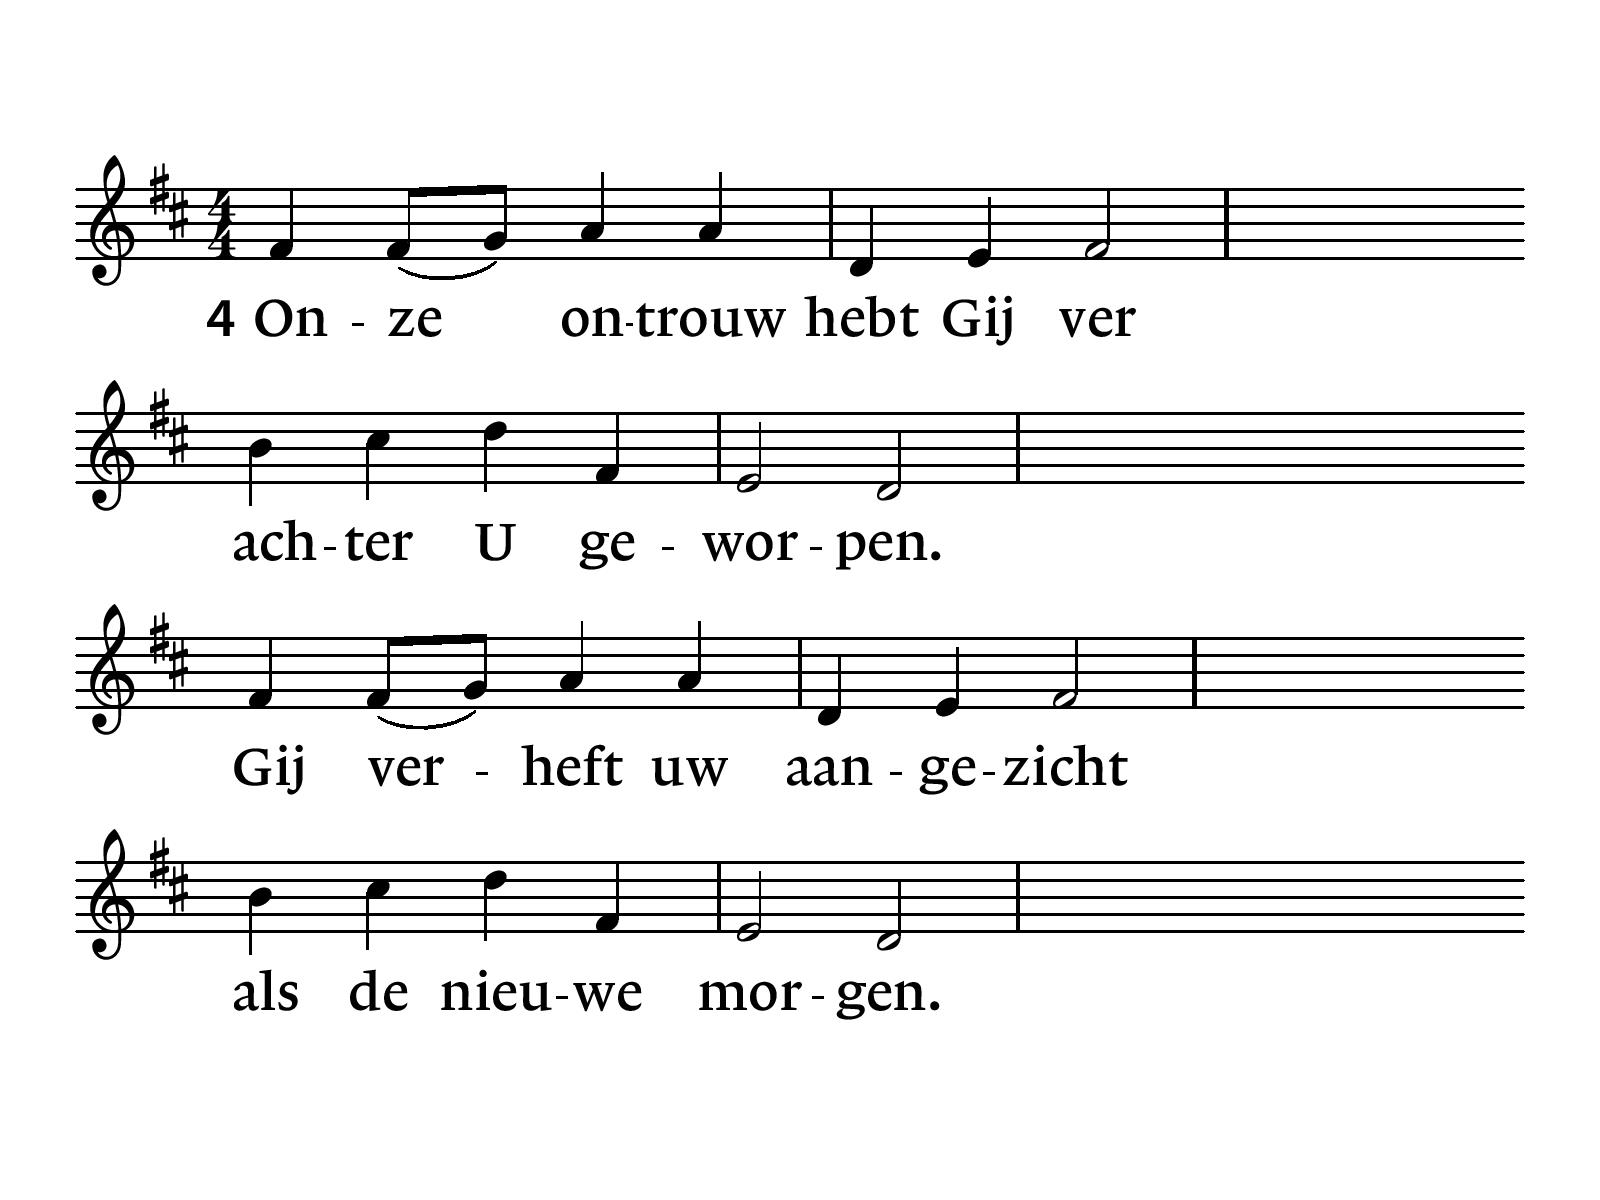 4 On - ze on-trouw hebt Gij ver
ach-ter U ge - wor-pen.
Gij ver - heft uw aan - ge-zicht
als de nieu-we mor-gen.